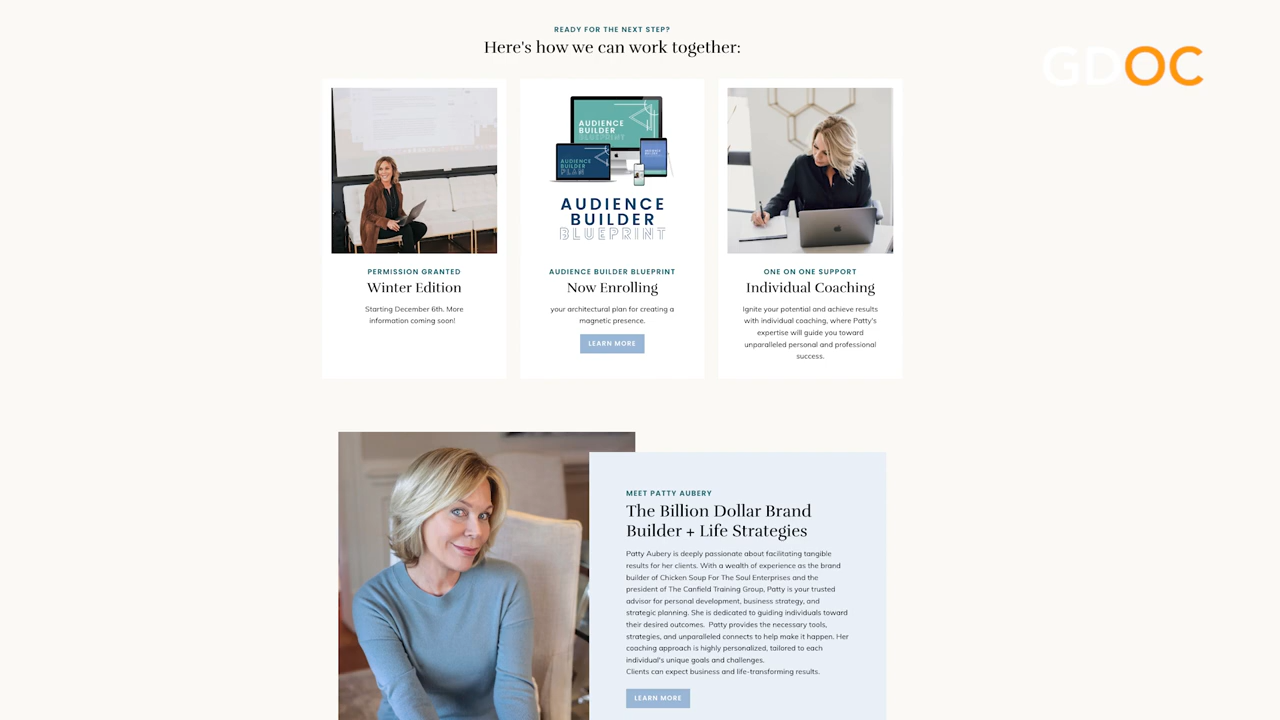 READY FOR THE NEXT STEP?
Here's how we can work together:
GDOC
AUDIENCE
BUILDER
BLUEPRINT
AUDIENCE
BUILDER
PLAN
AUDIENCE
BUILDER
BLUEPRINT
PERMISSION GRANTED
Winter Edition
Starting December 6th. More
information coming soon!
AUDIENCE BUILDER BLUEPRINT
Now Enrolling
your architectural plan for creating a
magnetic presence.
LEARN MORE
ONE ON ONE SUPPORT
Individual Coaching
Ignite your potential and achieve results
with individual coaching, where Patty's
expertise will guide you toward
unparalleled personal and professional
success.
MEET PATTY AUBERY
The Billion Dollar Brand
Builder + Life Strategies
Patty Aubery is deeply passionate about facilitating tangible
results for her clients. With a wealth of experience as the brand
builder of Chicken Soup For The Soul Enterprises and the
president of The Canfield Training Group, Patty is your trusted
advisor for personal development, business strategy, and
strategic planning. She is dedicated to guiding individuals toward
their desired outcomes.  Patty provides the necessary tools,
strategies, and unparalleled connects to help make it happen. Her
coaching approach is highly personalized, tailored to each
individual's unique goals and challenges.
Clients can expect business and life-transforming results.
LEARN MORE